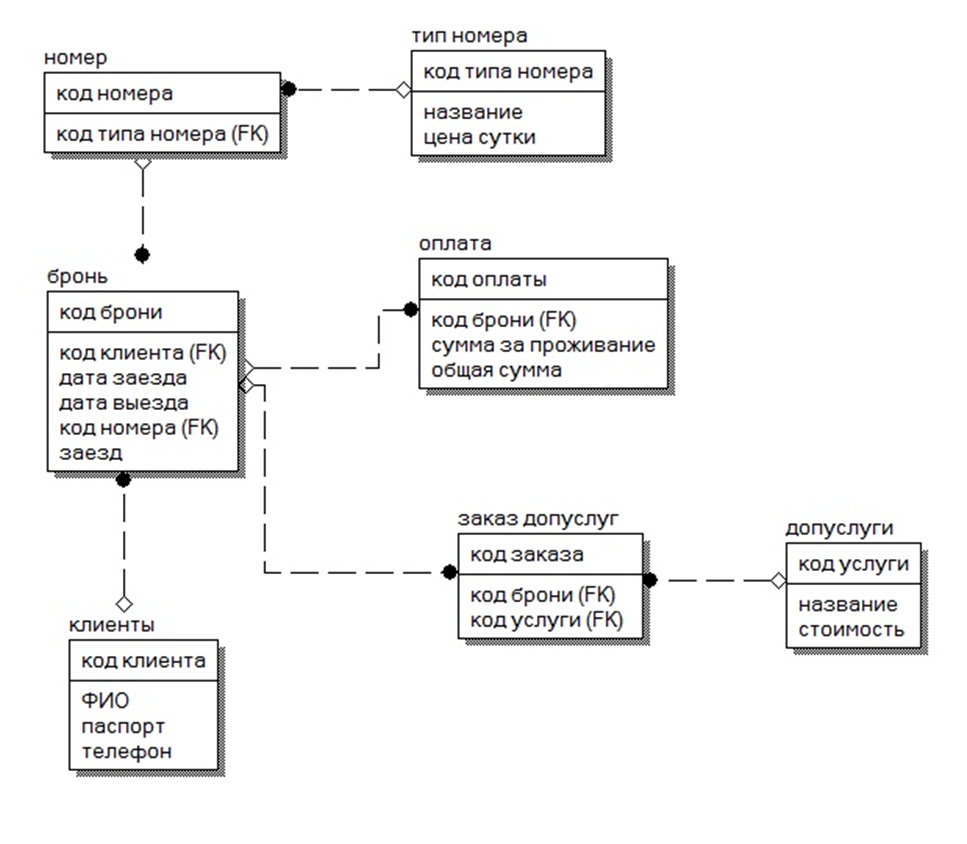 тип номера
код типа номера
название
цена сутки
номер
код номера
код типа номера (FK)
оплата
код оплаты
код брони (FK)
сумма за проживание
общая сумма
бронь
код брони
код клиента (FK)
дата заезда
дата выезда
код номера (FK)
заезд
заказ допуслуг
код заказа
код брони (FK)
код услуги (FK)
допуслуги
код услуги
название
стоимость
клиенты
код клиента
ФИО
паспорт
телефон